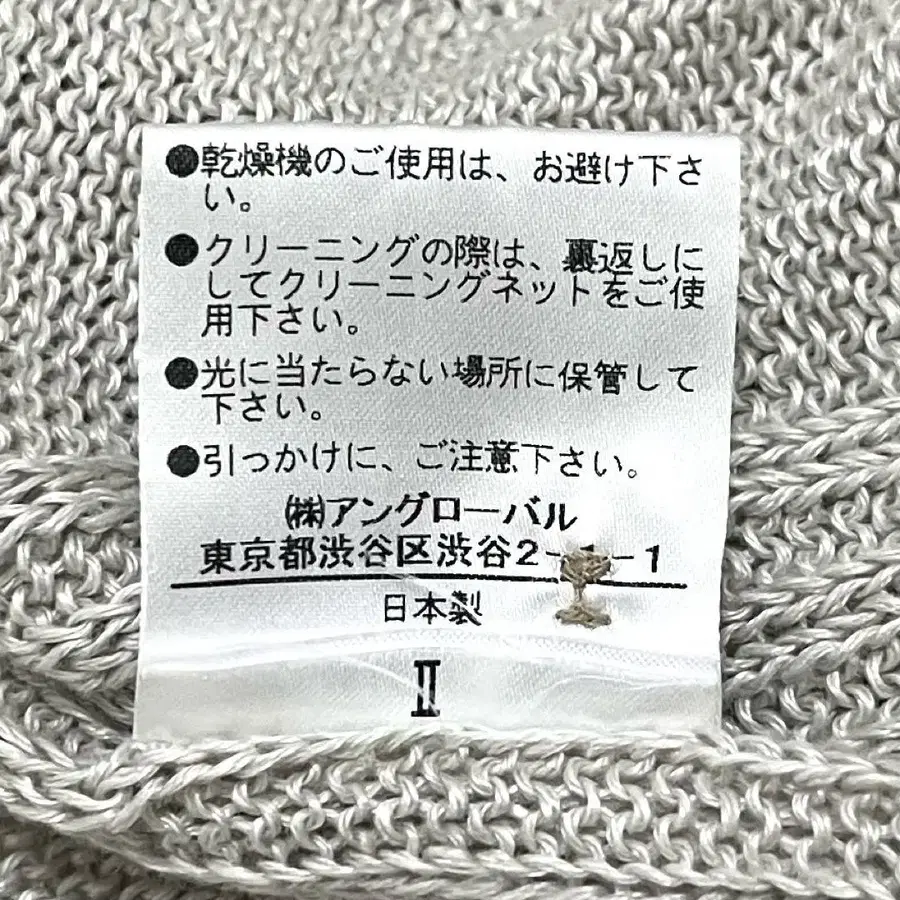 ●乾燥機のご使用は、お避け下さ
い。
●クリーニングの際は、裏返しに
してクリーニングネットをご使
用下さい。
●光に当たらない場所に保管して
下さい。
●引っかけに、ご注意下さい。
㈱アングローバル
東京都渋谷区渋谷2- -1
日本製
Ⅱ